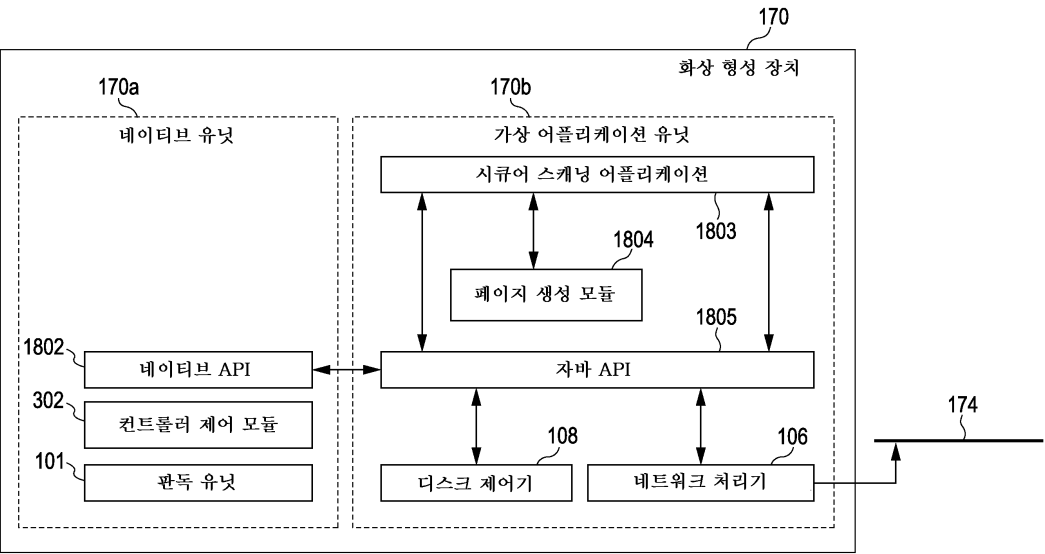 170
화상 형성 장치
170a
170b
네이티브 유닛
가상 어플리케이션 유닛
시큐어 스캐닝 어플리케이션
1803
1804
페이지 생성 모듈
1805
1802
네이티브 API
자바 API
302
컨트롤러 제어 모듈
174
101
108
106
판독 유닛
디스크 제어기
네트워크 처리기